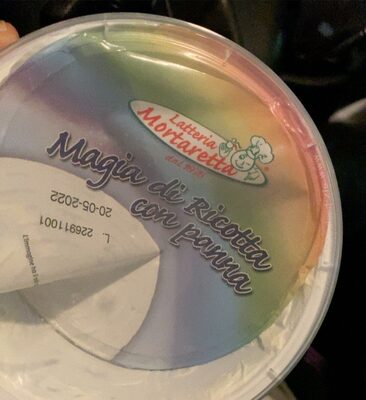 Latteria
Mortaretta
Magia di Ricotta
con panna
20-05-2022
L. 226911001